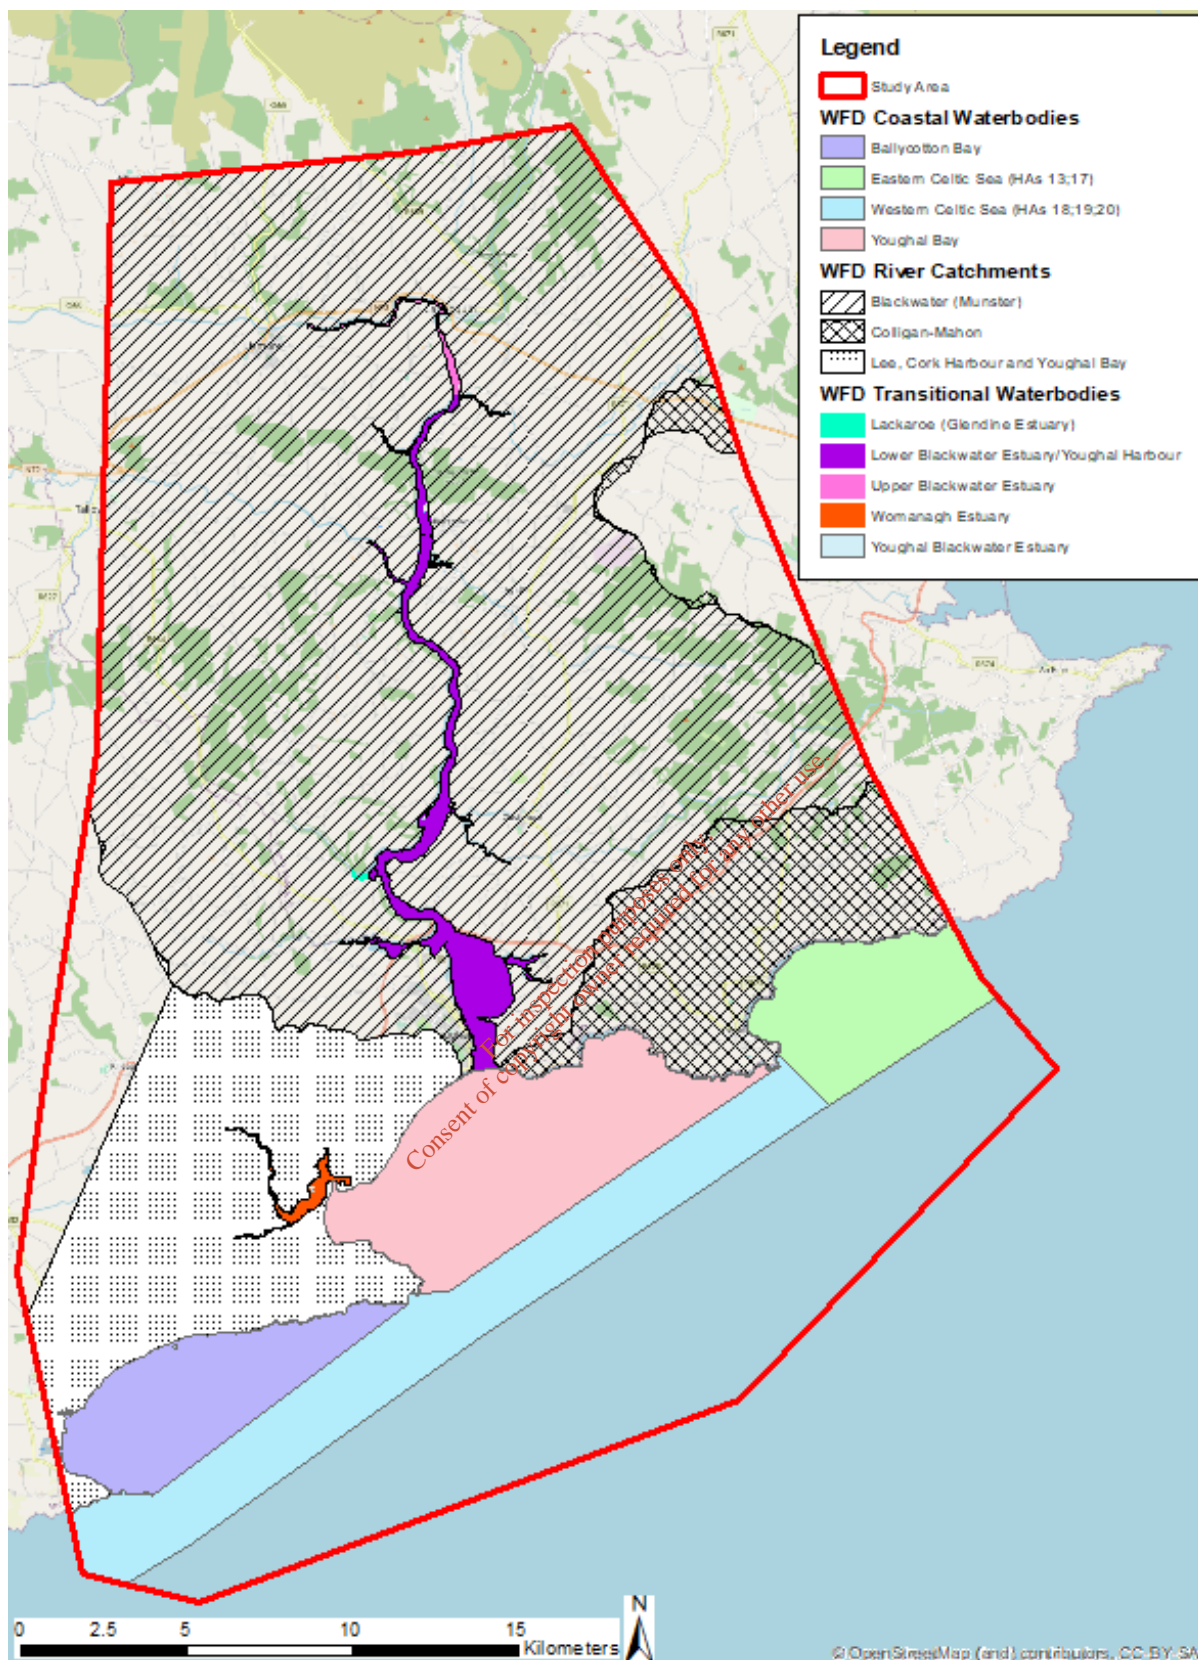 Legend
Study Area
WFD Coastal Waterbodies
Ballycotton Bay
Eastern Celtic Sea (HAs 13;17)
Western Celtic Sea (HAs 18;19;20)
Youghal Bay
WFD River Catchments
Blackwater (Munster)
Colligan-Mahon
Lee, Cork Harbour and Youghal Bay
WFD Transitional Waterbodies
Lackaroe (Glendine Estuary)
Lower Blackwater Estuary/Youghal Harbour
Upper Blackwater Estuary
Womanagh Estuary
Youghal Blackwater Estuary
R671
N72
R674
For inspection purposes only.
Consent of copyright owner required for any other use.
0 2.5 5 10 15
Kilometers
N
© OpenStreetMap (and) contributors, CC-BY-SA